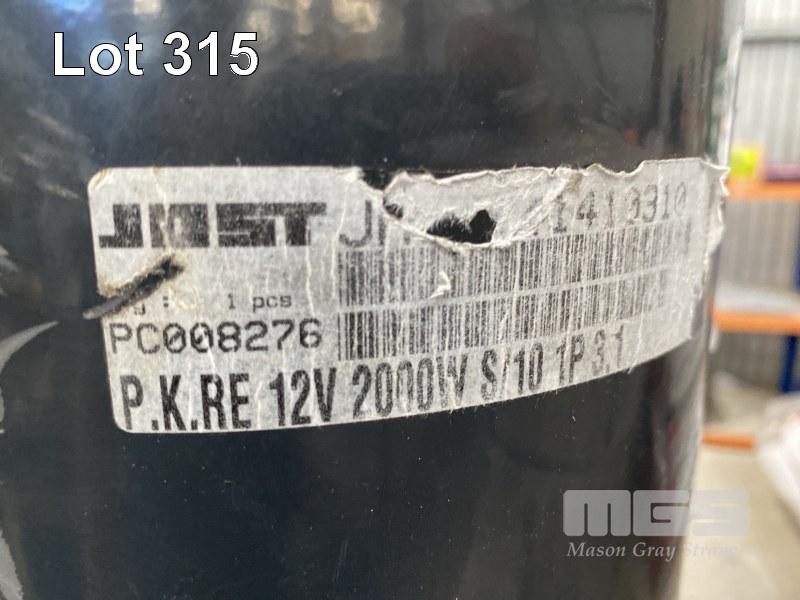 Lot 315
JOST
1 pcs
PC008276
P.K.RE 12V 2000W S/10 1P 3.1
MGS
Mason Gray Strange